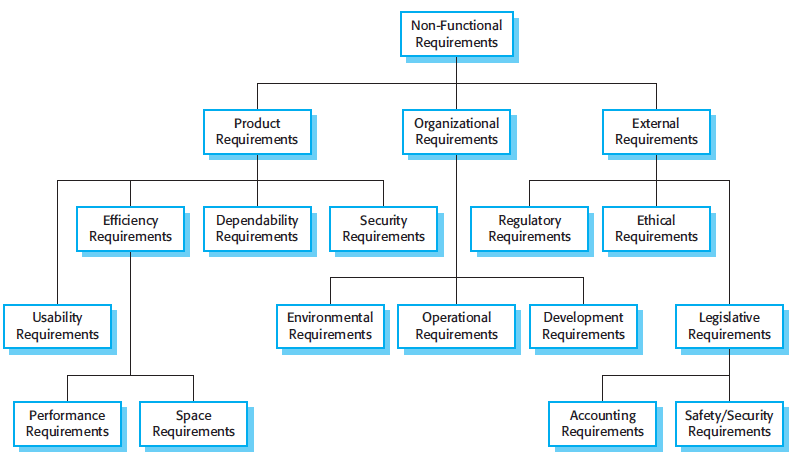 Non-Functional
Requirements
Product
Requirements
Organizational
Requirements
External
Requirements
Efficiency
Requirements
Dependability
Requirements
Security
Requirements
Regulatory
Requirements
Ethical
Requirements
Usability
Requirements
Environmental
Requirements
Operational
Requirements
Development
Requirements
Legislative
Requirements
Performance
Requirements
Space
Requirements
Accounting
Requirements
Safety/Security
Requirements